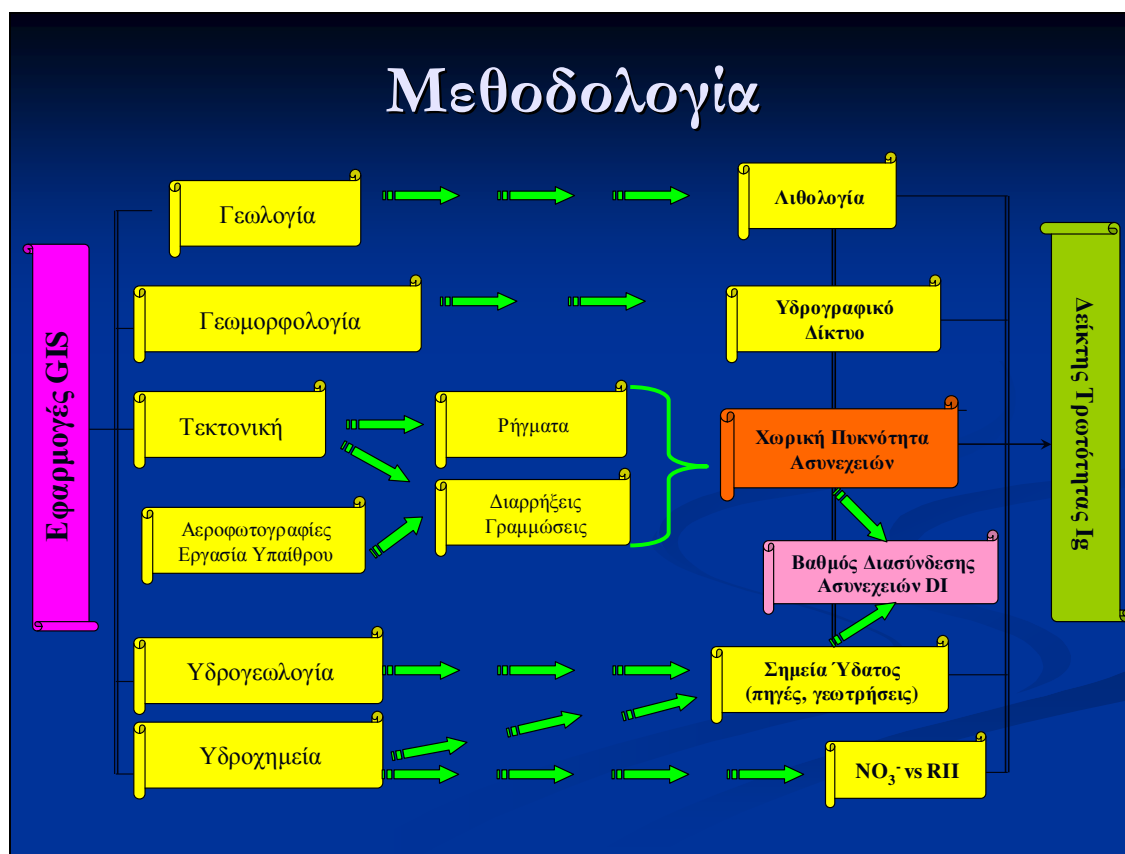 Μεθοδολογία
Εφαρμογές GIS
Γεωλογία
Λιθολογία
Γεωμορφολογία
Υδρογραφικό
Δίκτυο
Τεκτονική
Ρήγματα
Χωρική Πυκνότητα
Ασυνεχειών
Διαρρήξεις
Γραμμώσεις
Αεροφωτογραφίες
Εργασία Υπαίθρου
Βαθμός Διασύνδεσης
Ασυνεχειών DI
Υδρογεωλογία
Σημεία Ύδατος
(πηγές, γεωτρήσεις)
Υδροχημεία
NO₃⁻ vs RII
Δείκτης Τρωτότητας Ig